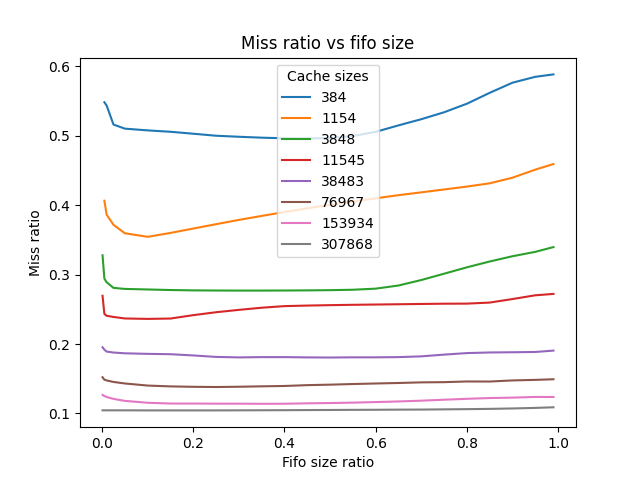 Miss ratio vs fifo size
Cache sizes
384
1154
3848
11545
38483
76967
153934
307868
0.6
0.5
0.4
0.3
0.2
0.1
Miss ratio
0.0 0.2 0.4 0.6 0.8 1.0
Fifo size ratio